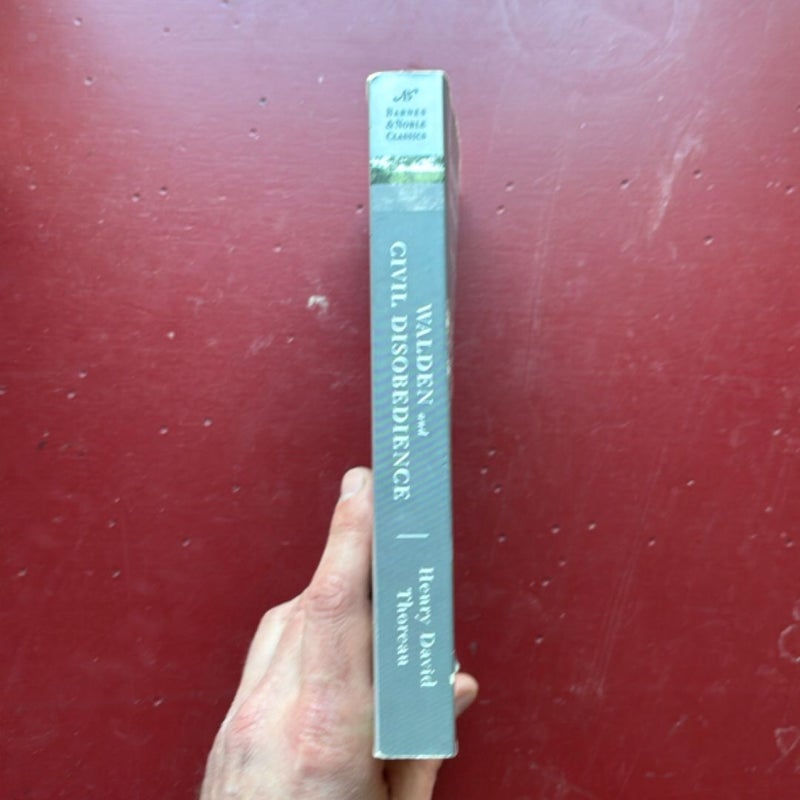 BARNES
& NOBLE
CLASSICS
WALDEN and
CIVIL DISOBEDIENCE
Henry David
Thoreau